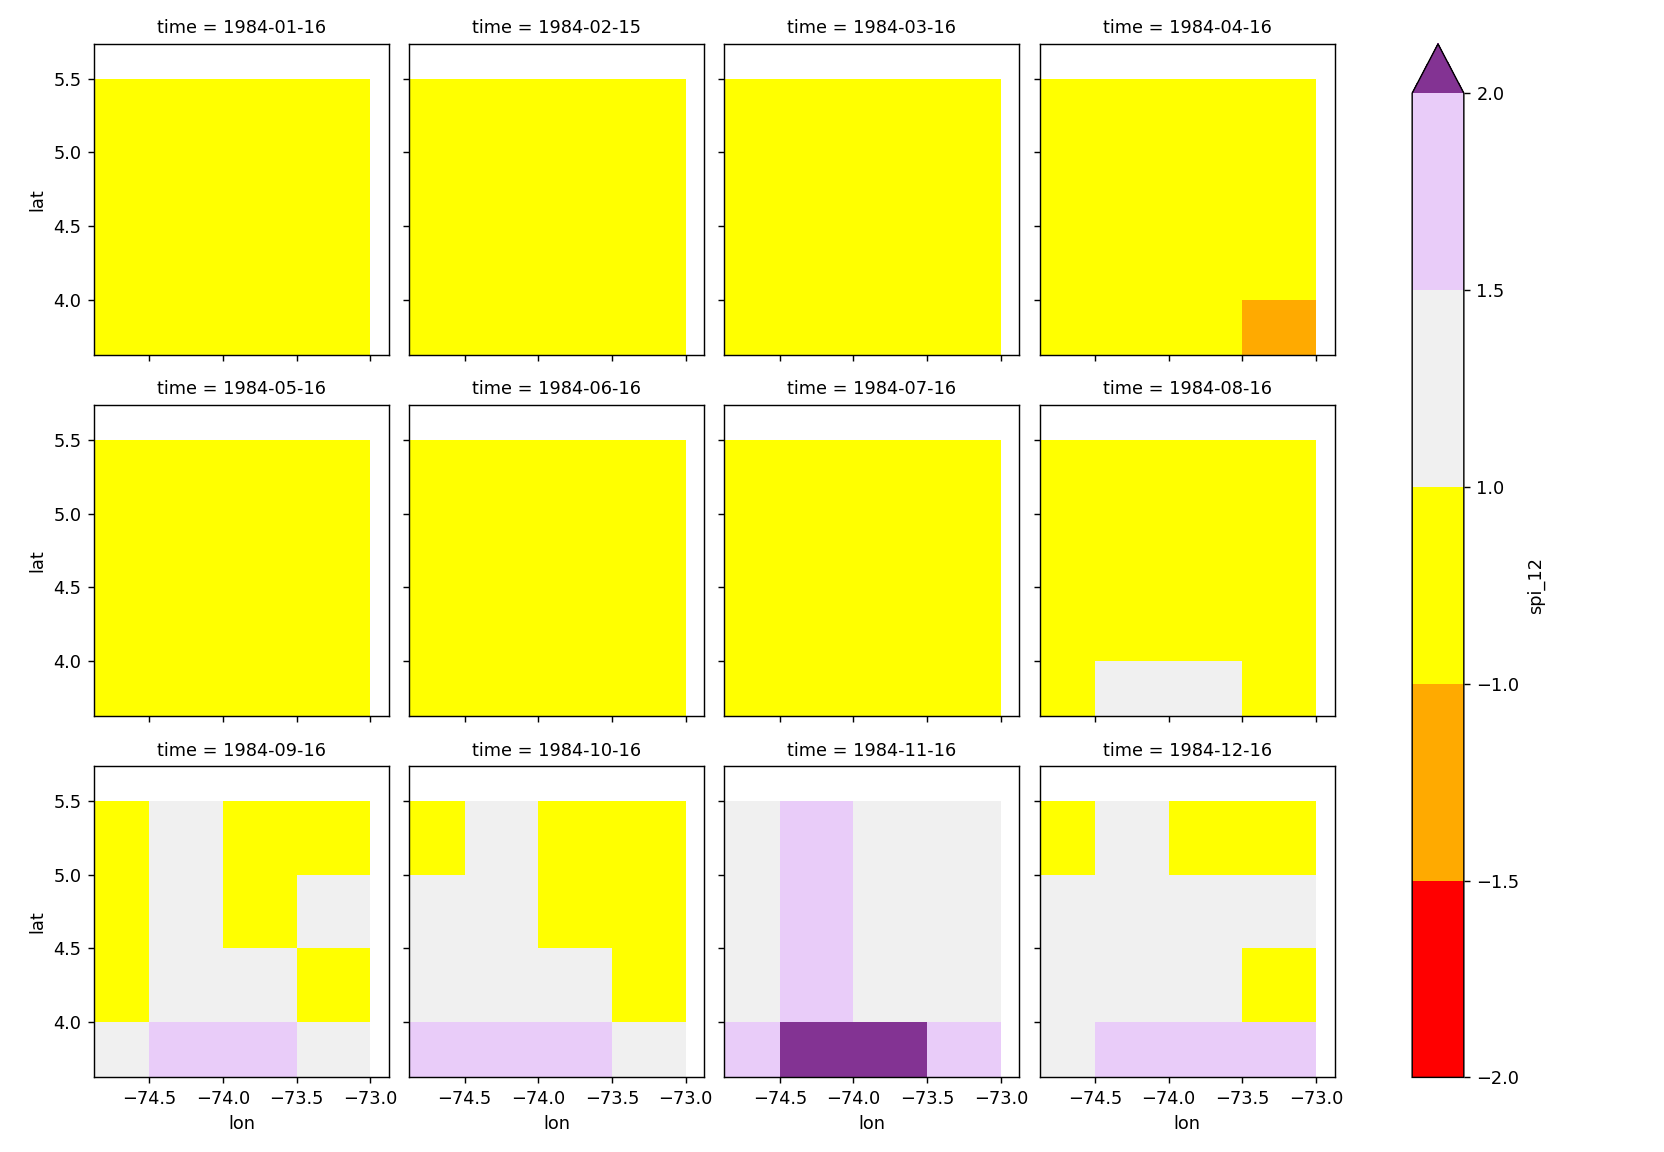 time = 1984-01-16
time = 1984-02-15
time = 1984-03-16
time = 1984-04-16
5.5
5.0
4.5
4.0
lat
time = 1984-05-16
time = 1984-06-16
time = 1984-07-16
time = 1984-08-16
5.5
5.0
4.5
4.0
lat
time = 1984-09-16
time = 1984-10-16
time = 1984-11-16
time = 1984-12-16
5.5
5.0
4.5
4.0
lat
−74.5 −74.0 −73.5 −73.0
lon
−74.5 −74.0 −73.5 −73.0
lon
−74.5 −74.0 −73.5 −73.0
lon
−74.5 −74.0 −73.5 −73.0
lon
2.0
1.5
1.0
−1.0
−1.5
−2.0
spi_12